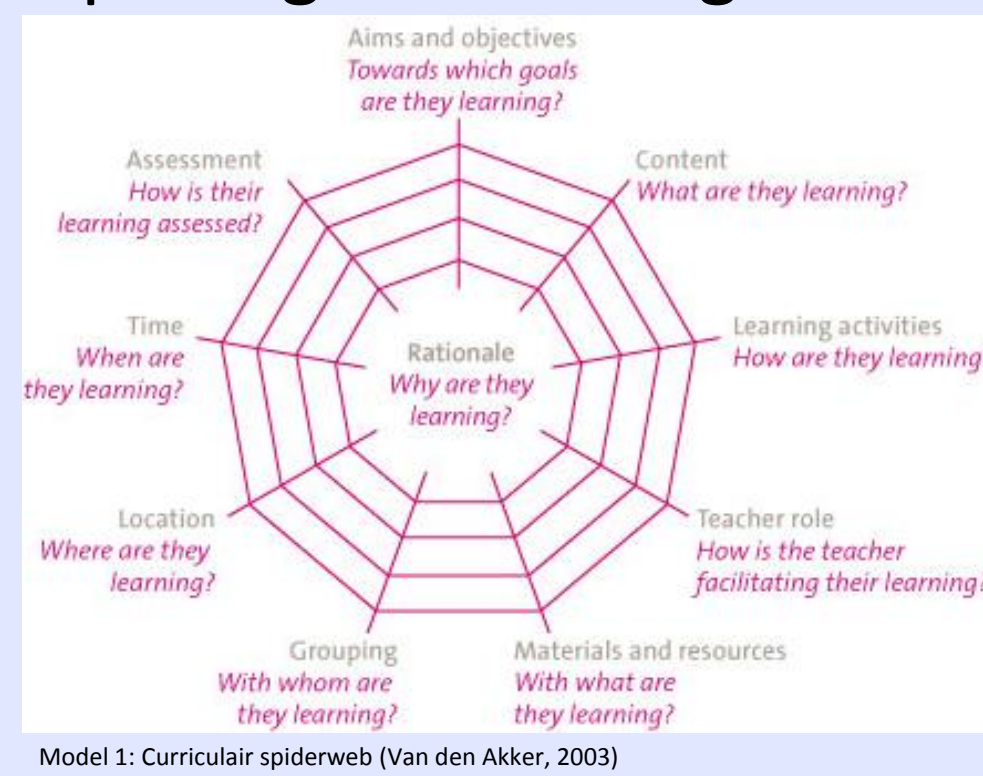 Aims and objectives
Towards which goals
are they learning?
Content
What are they learning?
Learning activities
How are they learning
Teacher role
How is the teacher
facilitating their learning?
Materials and resources
With what are
they learning?
Grouping
With whom are
they learning?
Location
Where are they
learning?
Time
When are
they learning?
Assessment
How is their
learning assessed?
Rationale
Why are they
learning?
Model 1: Curriculair spiderweb (Van den Akker, 2003)